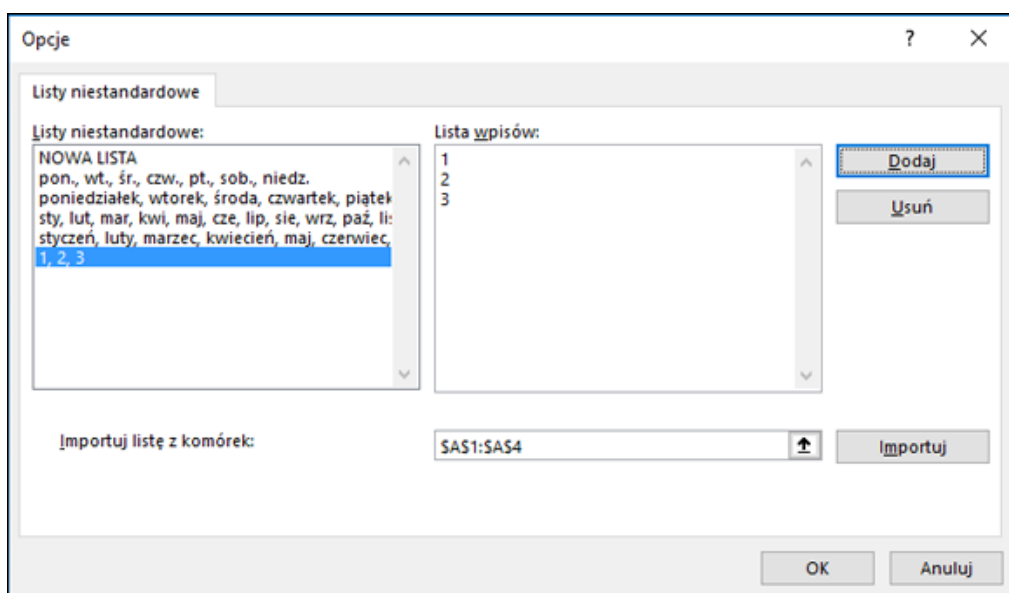 Opcje
Listy niestandardowe
Listy niestandardowe:
NOWA LISTA
pon., wt., śr., czw., pt., sob., niedz.
poniedziałek, wtorek, środa, czwartek, piątek
sty, lut, mar, kwi, maj, cze, lip, sie, wrz, paź, lis
styczeń, luty, marzec, kwiecień, maj, czerwiec,
1, 2, 3
Lista wpisów:
1
2
3
Dodaj
Usuń
Importuj listę z komórek:
$A$1:$A$4
Importuj
OK
Anuluj